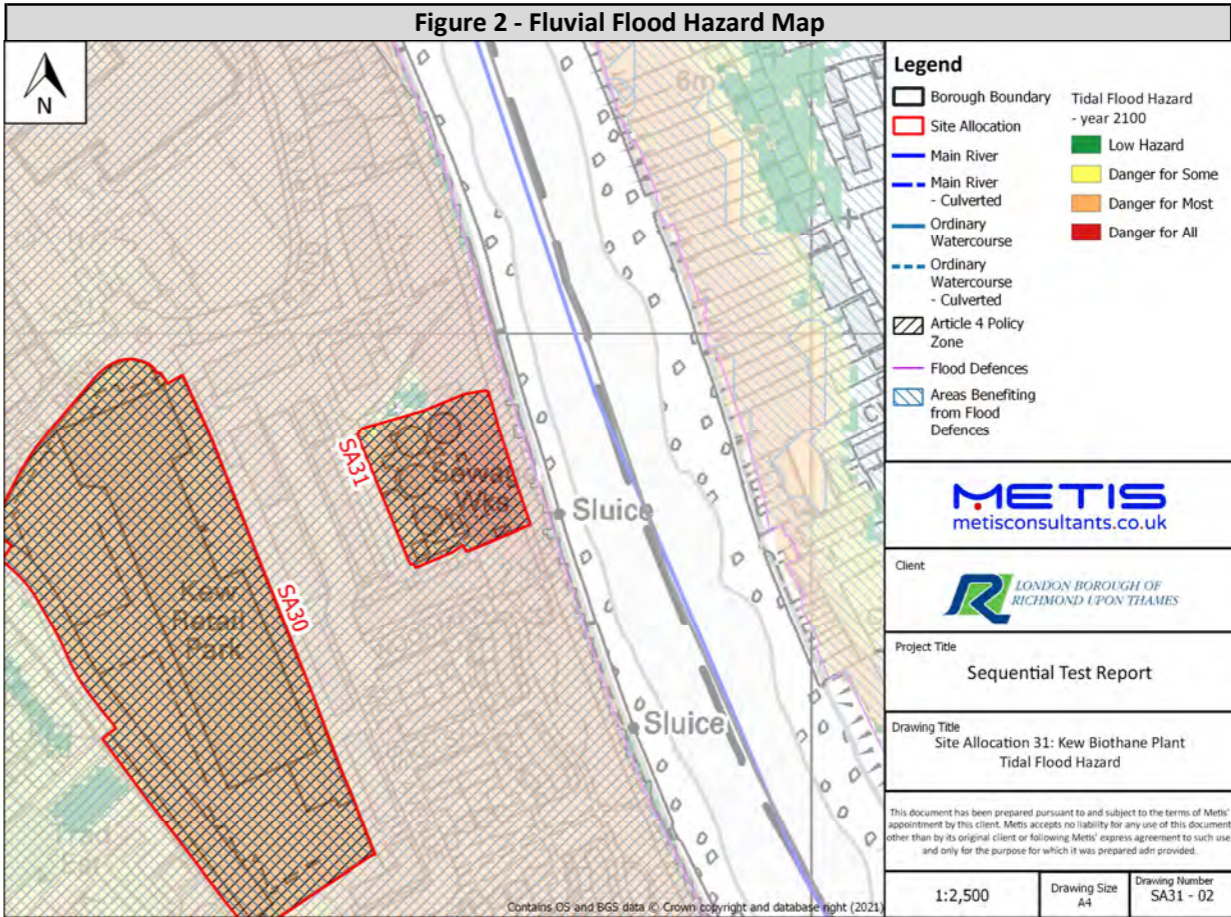 Figure 2 - Fluvial Flood Hazard Map
N
6m
SA31
Sewage
Wks
Sluice
SA30
Kew
Retail
Park
Sluice
Contains OS and BGS data © Crown copyright and database right (2021)
Legend
Borough Boundary
Site Allocation
Main River
Main River
- Culverted
Ordinary
Watercourse
Ordinary
Watercourse
- Culverted
Article 4 Policy
Zone
Flood Defences
Areas Benefiting
from Flood
Defences
Tidal Flood Hazard
- year 2100
Low Hazard
Danger for Some
Danger for Most
Danger for All
METIS
metisconsultants.co.uk
Client
LONDON BOROUGH OF
RICHMOND UPON THAMES
Project Title
Sequential Test Report
Drawing Title
Site Allocation 31: Kew Biothane Plant
Tidal Flood Hazard
This document has been prepared pursuant to and subject to the terms of Metis'
appointment by this client. Metis accepts no liability for any use of this document
other than by its original client or following Metis' express agreement to such use,
and only for the purpose for which it was prepared adn provided.
1:2,500
Drawing Size
A4
Drawing Number
SA31 - 02